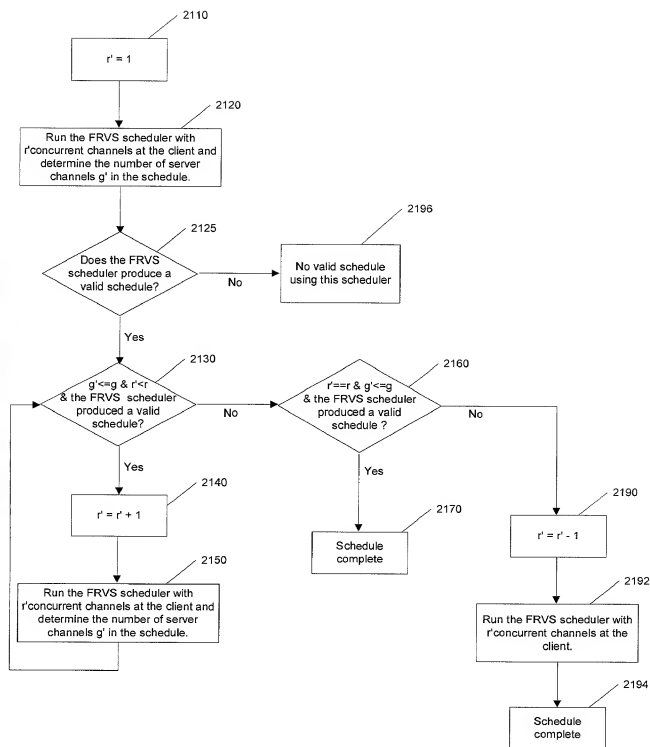 2110
r' = 1
2120
Run the FRVS scheduler with
r'concurrent channels at the client and
determine the number of server
channels g' in the schedule.
2125
Does the FRVS
scheduler produce a
valid schedule?
No
2196
No valid schedule
using this scheduler
Yes
2130
g'<=g & r'<r
& the FRVS scheduler
produced a valid
schedule?
No
2160
r'==r & g'<=g
& the FRVS scheduler
produced a valid
schedule ?
No
Yes
2140
r' = r' + 1
Yes
2170
Schedule
complete
2190
r' = r' - 1
2150
Run the FRVS scheduler with
r'concurrent channels at the client and
determine the number of server
channels g' in the schedule.
2192
Run the FRVS scheduler with
r'concurrent channels at the
client.
2194
Schedule
complete